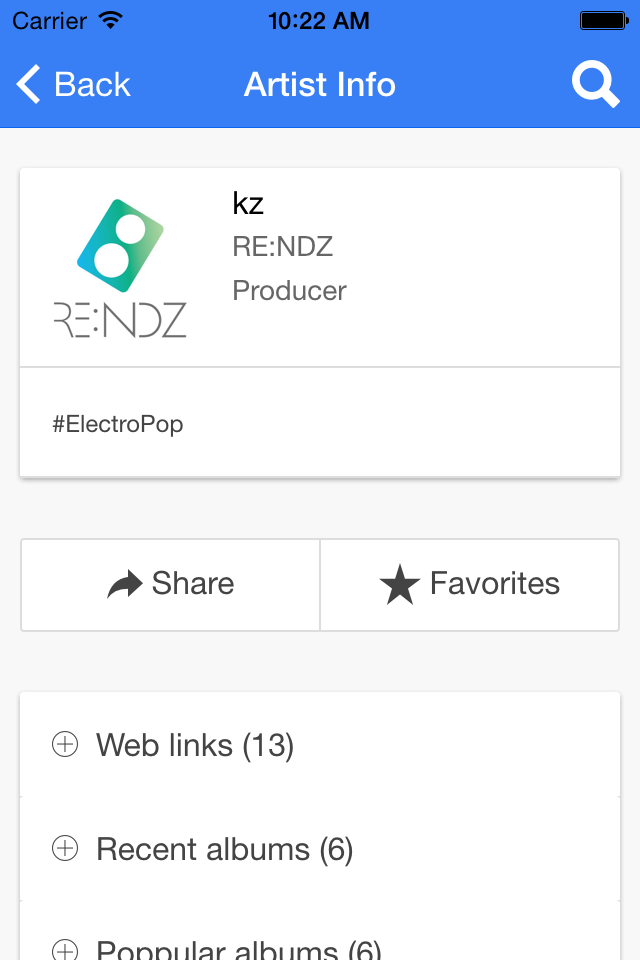 Carrier 10:22 AM
Back Artist Info
kz
RE:NDZ
Producer
RE:NDZ
#ElectroPop
Share Favorites
Web links (13)
Recent albums (6)
Poppular albums (6)